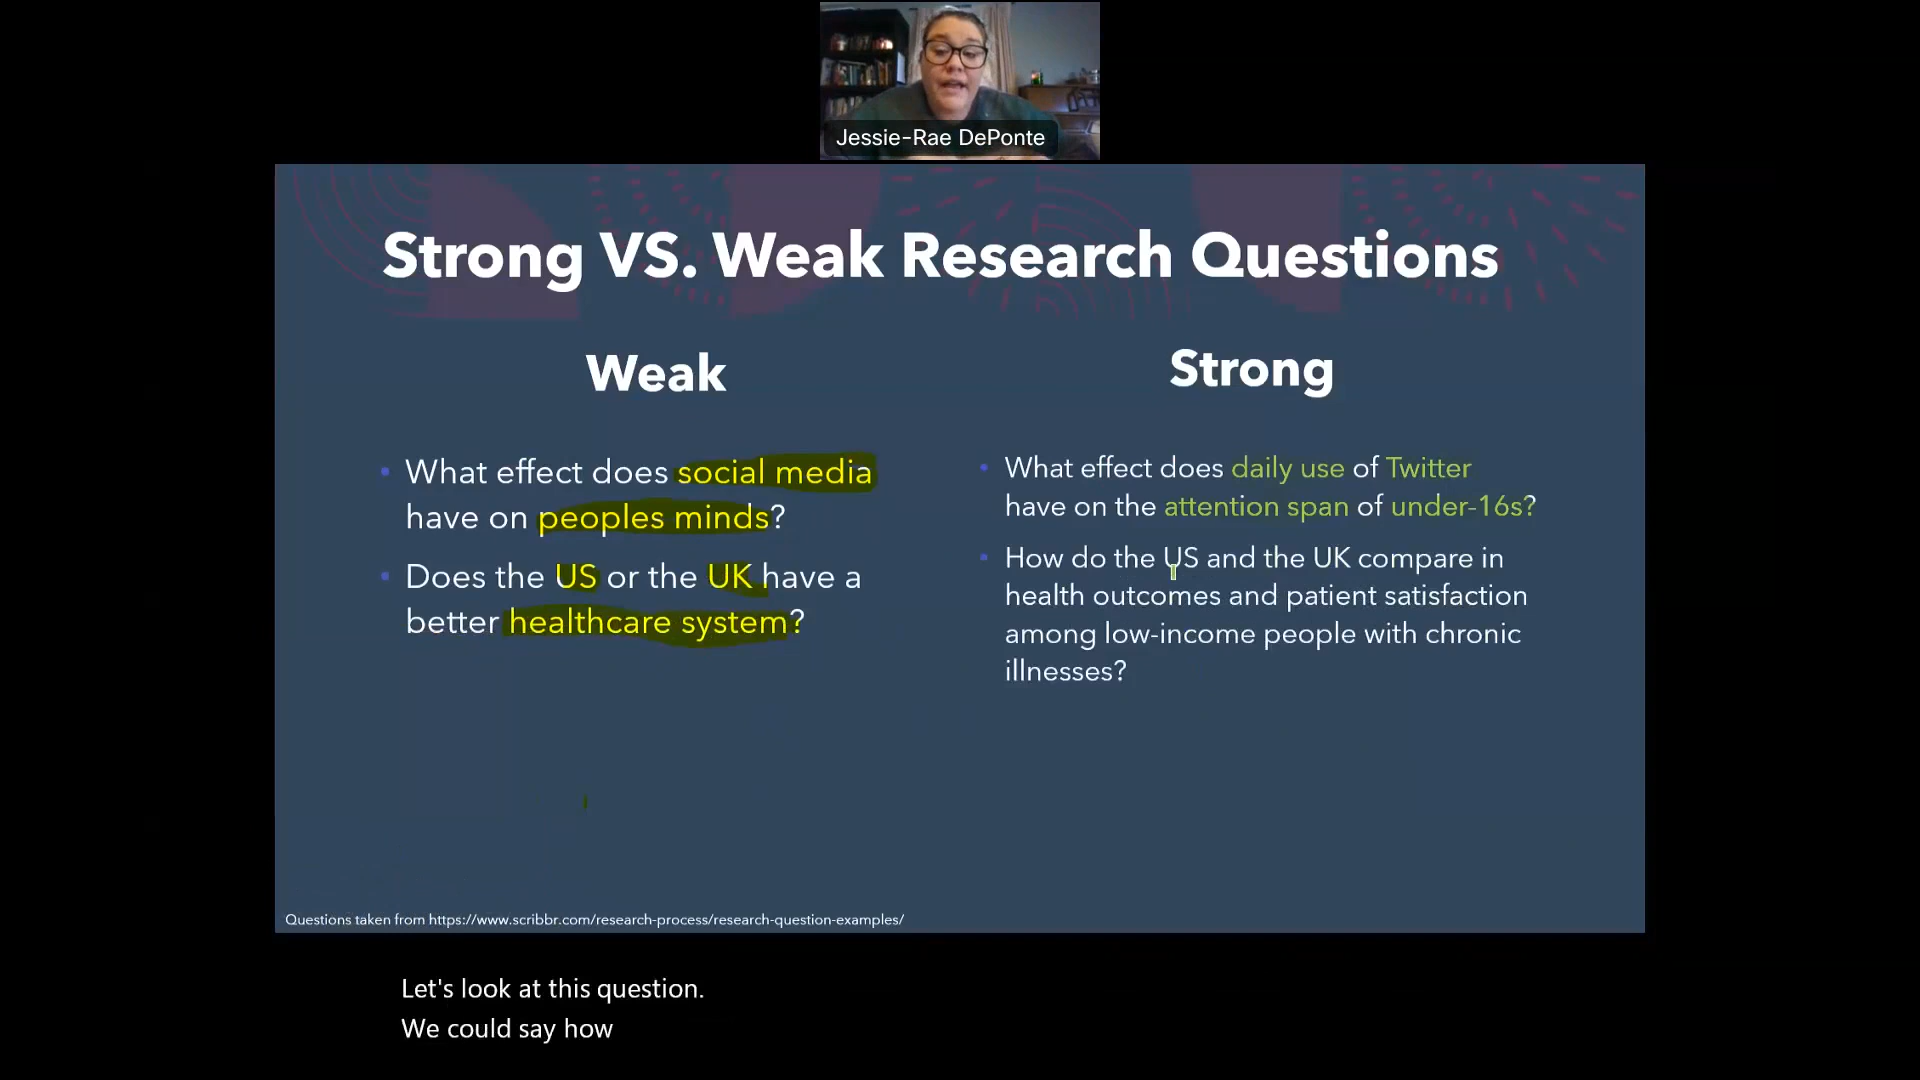 Jessie-Rae DePonte
Strong VS. Weak Research Questions
Weak
• What effect does social media
have on peoples minds?
• Does the US or the UK have a
better healthcare system?
Strong
• What effect does daily use of Twitter
have on the attention span of under-16s?
• How do the US and the UK compare in
health outcomes and patient satisfaction
among low-income people with chronic
illnesses?
Questions taken from https://www.scribbr.com/research-process/research-question-examples/
Let's look at this question.
We could say how